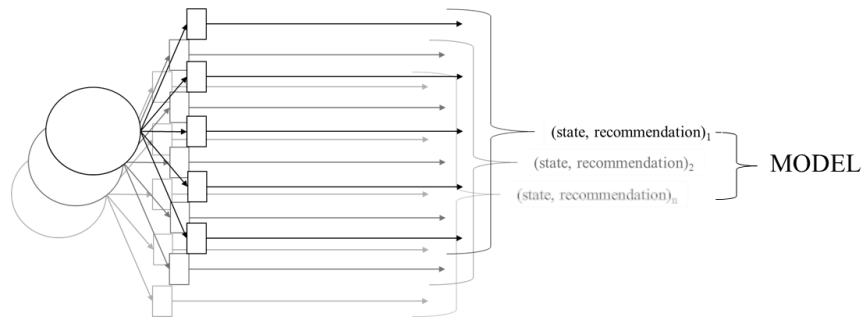 (state, recommendation)₁
(state, recommendation)₂
(state, recommendation)ₙ
MODEL